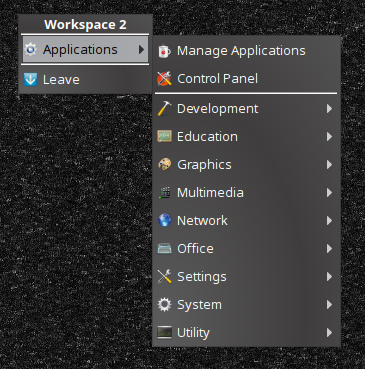 Workspace 2
Applications
Leave
Manage Applications
Control Panel
Development
Education
Graphics
Multimedia
Network
Office
Settings
System
Utility